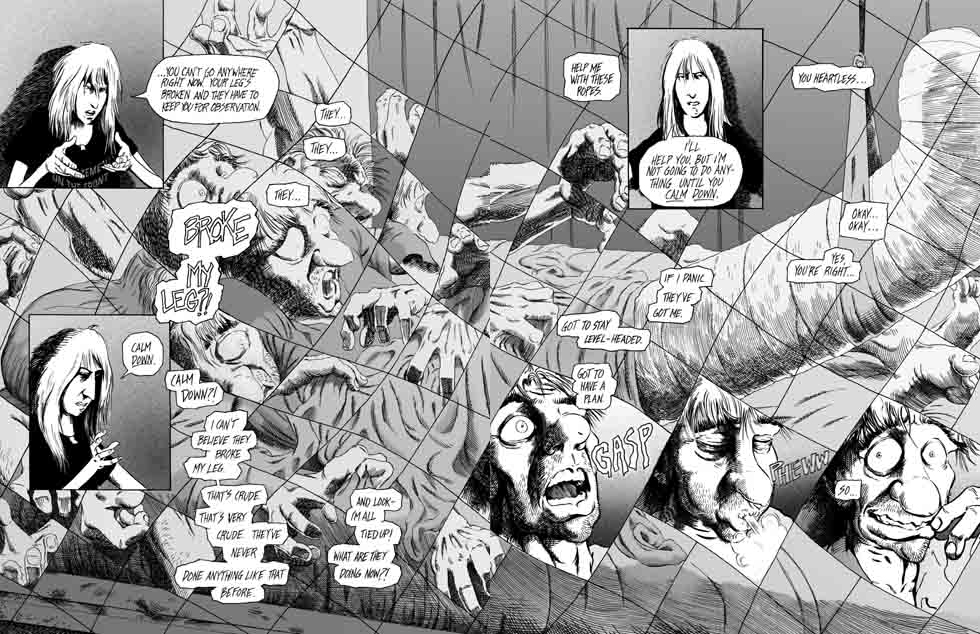 ...YOU CAN'T GO ANYWHERE
RIGHT NOW. YOUR LEG'S
BROKEN AND THEY HAVE TO
KEEP YOU FOR OBSERVATION.
THEY...
THEY...
THEY...
BROKE
MY
LEG?!
CALM
DOWN.
CALM
DOWN?!
I CAN'T
BELIEVE THEY
BROKE
MY LEG.
THAT'S CRUDE.
THAT'S VERY
CRUDE. THEY'VE
NEVER
DONE ANYTHING LIKE THAT
BEFORE.
AND LOOK-
I'M ALL
TIED UP!
WHAT ARE THEY
DOING NOW?!
HELP ME
WITH THESE
ROPES.
I'LL
HELP YOU, BUT I'M
NOT GOING TO DO ANY-
THING UNTIL YOU
CALM DOWN.
YOU HEARTLESS...
OKAY...
OKAY...
YES,
YOU'RE RIGHT...
IF I PANIC
THEY'VE
GOT ME.
GOT TO STAY
LEVEL-HEADED.
GOT TO
HAVE A
PLAN.
GASP
PHEWW
SO...